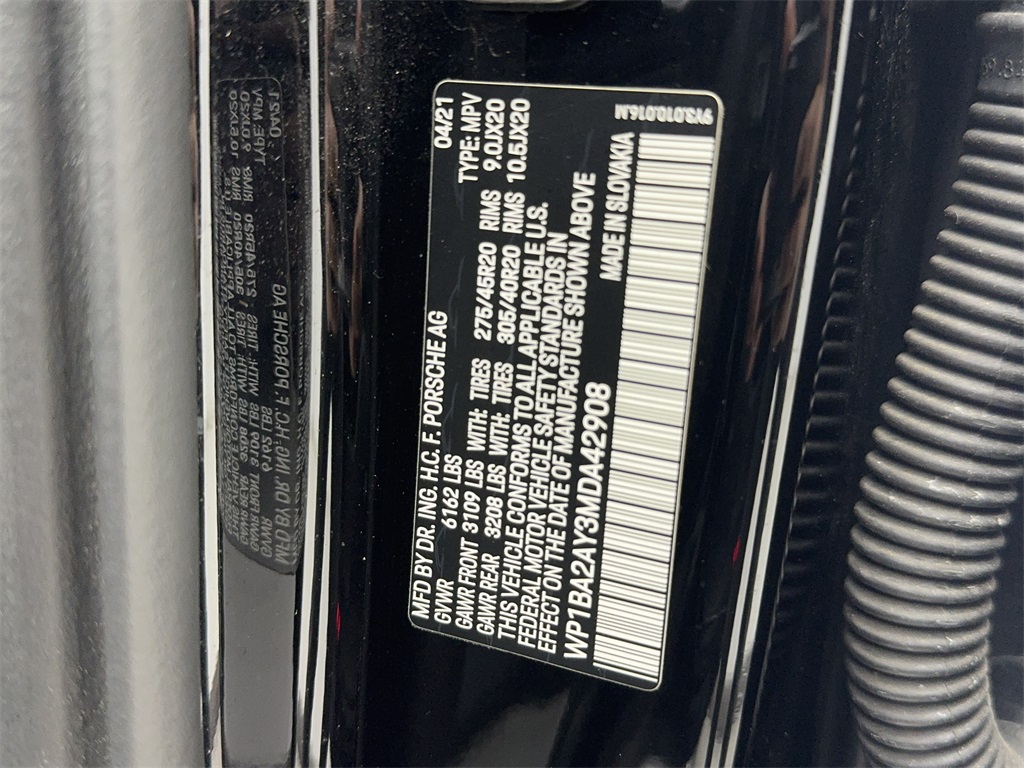 MFD BY DR. ING. H.C. F. PORSCHE AG 04/21
GVWR 6162 LBS TYPE: MPV
GAWR FRONT 3109 LBS WITH: TIRES 275/45R20 RIMS 9.0JX20
GAWR REAR 3208 LBS WITH: TIRES 305/40R20 RIMS 10.5JX20
THIS VEHICLE CONFORMS TO ALL APPLICABLE U.S.
FEDERAL MOTOR VEHICLE SAFETY STANDARDS IN
EFFECT ON THE DATE OF MANUFACTURE SHOWN ABOVE
WP1BA2AY3MDA42908 MADE IN SLOVAKIA
9Y3.010.016.M